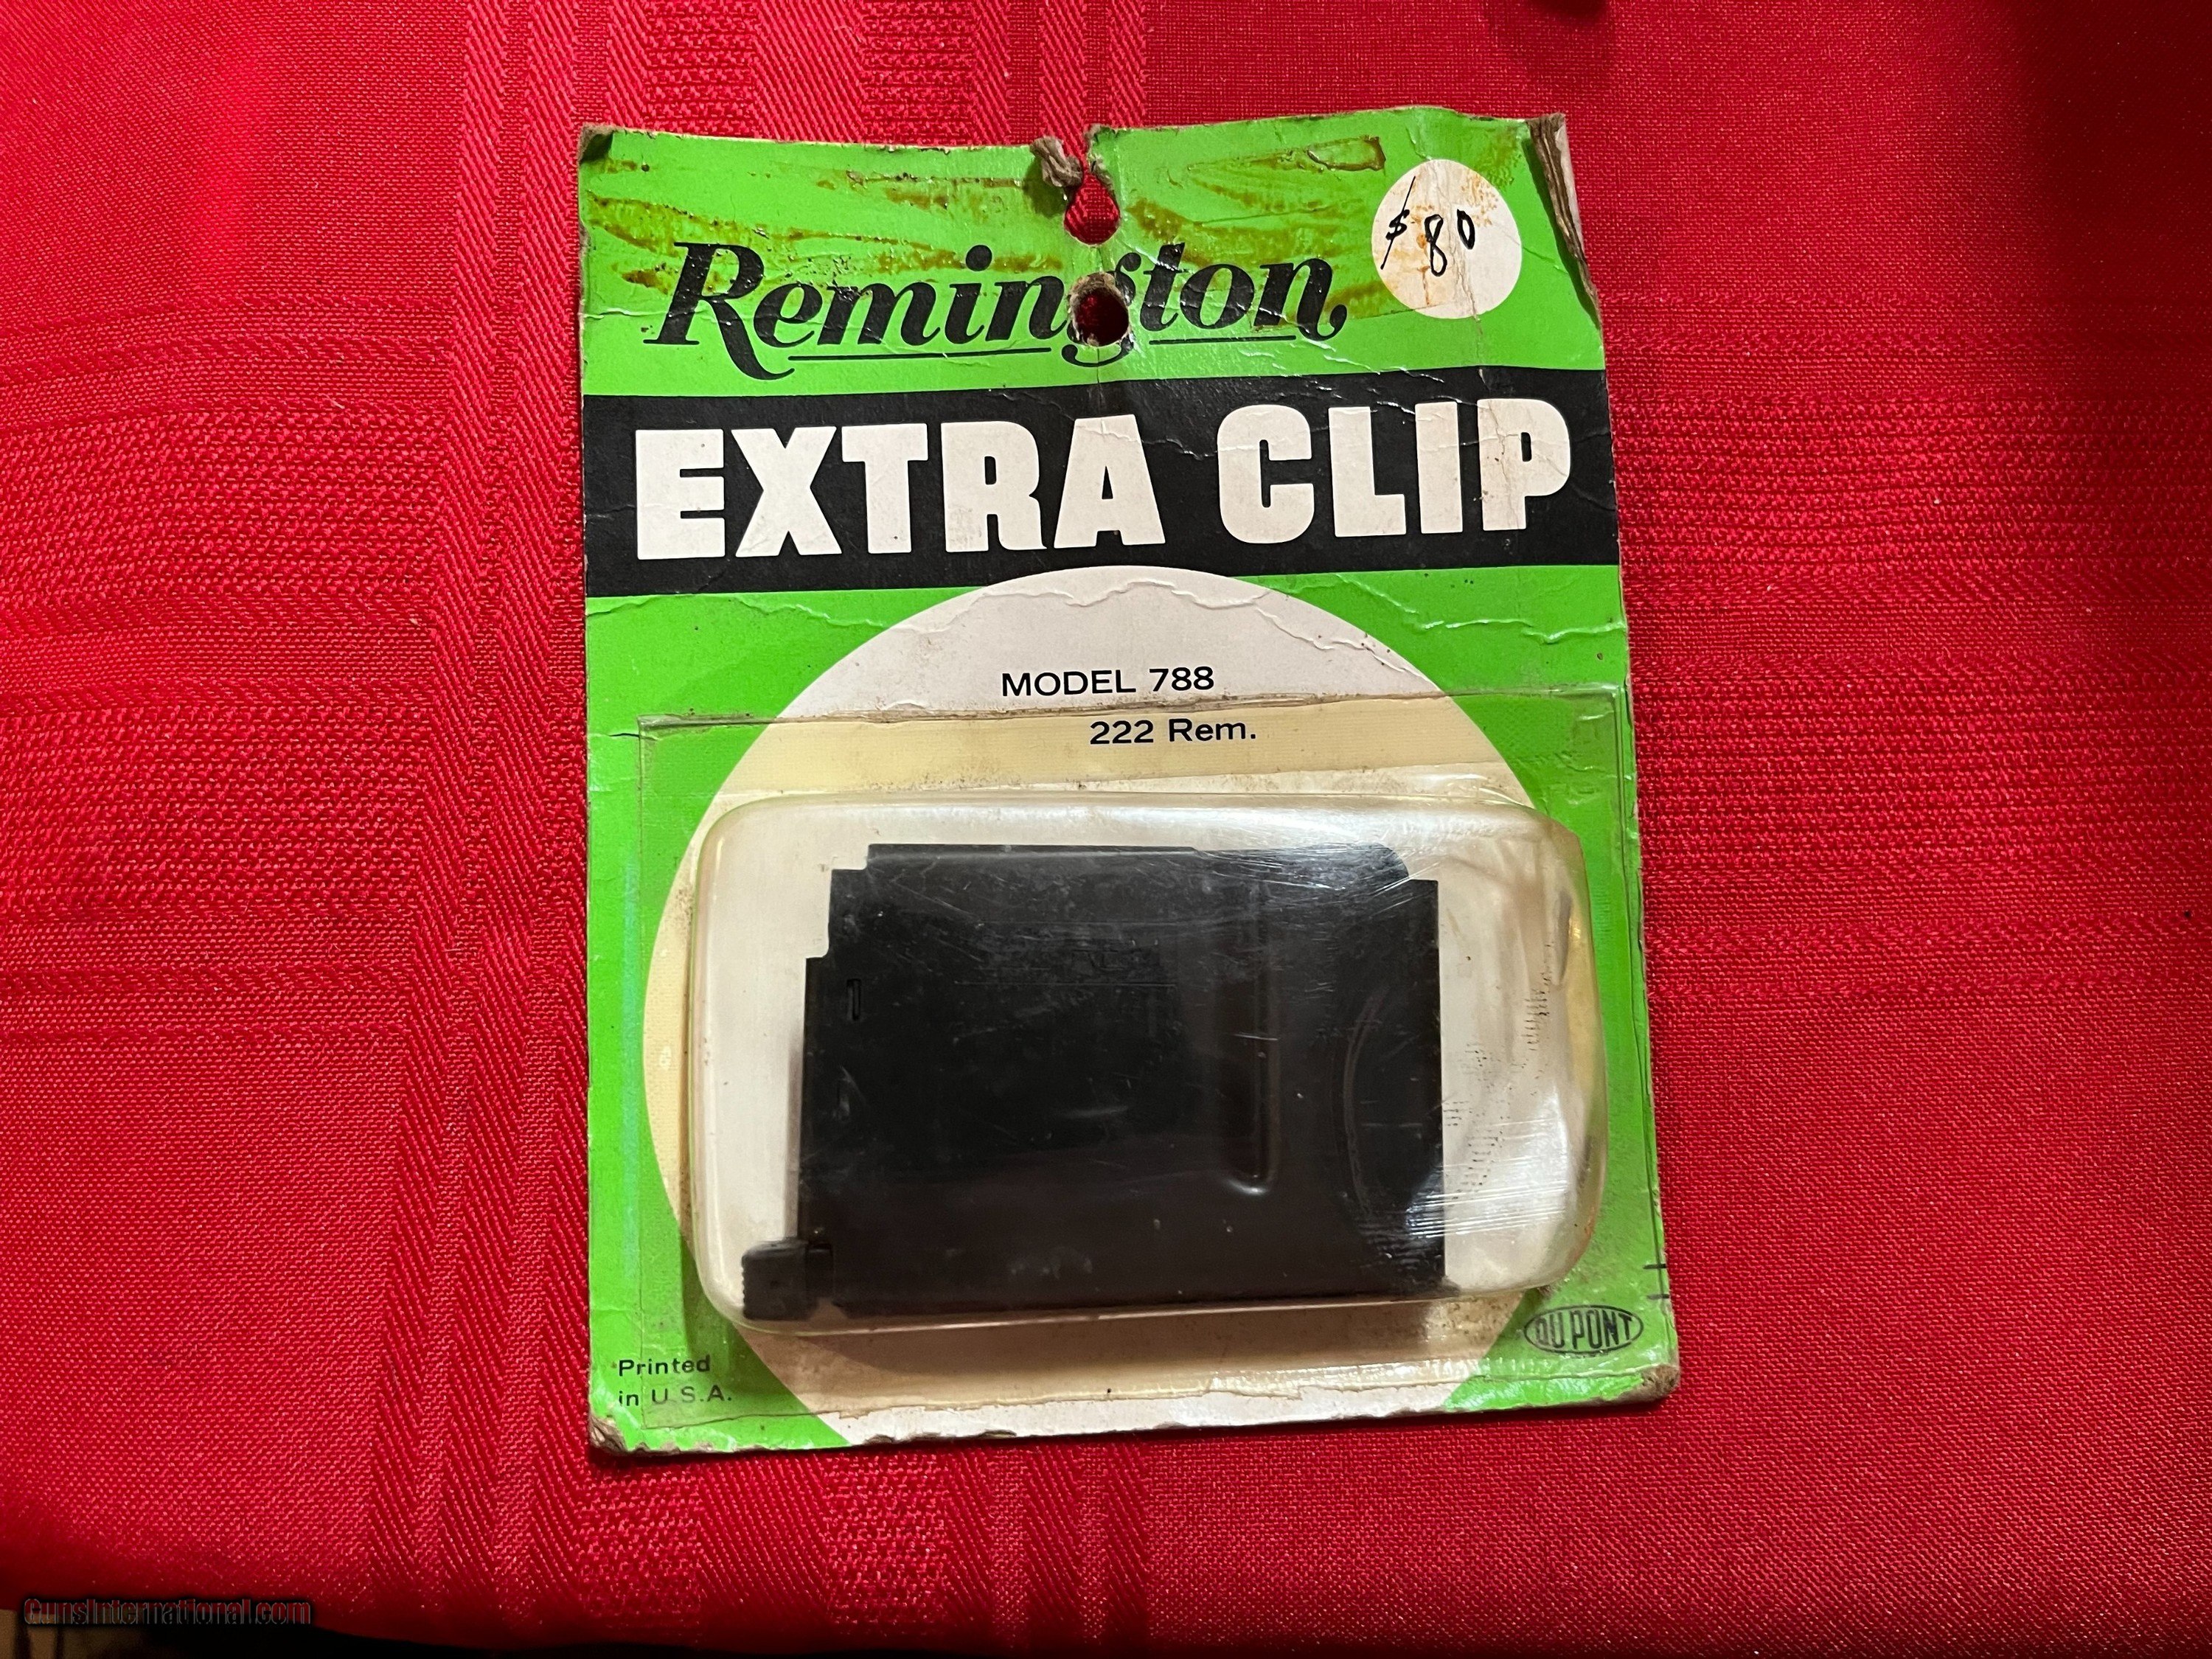 $80
Remington
EXTRA CLIP
MODEL 788
222 Rem.
DU PONT
Printed
in U.S.A.
GunsInternational.com